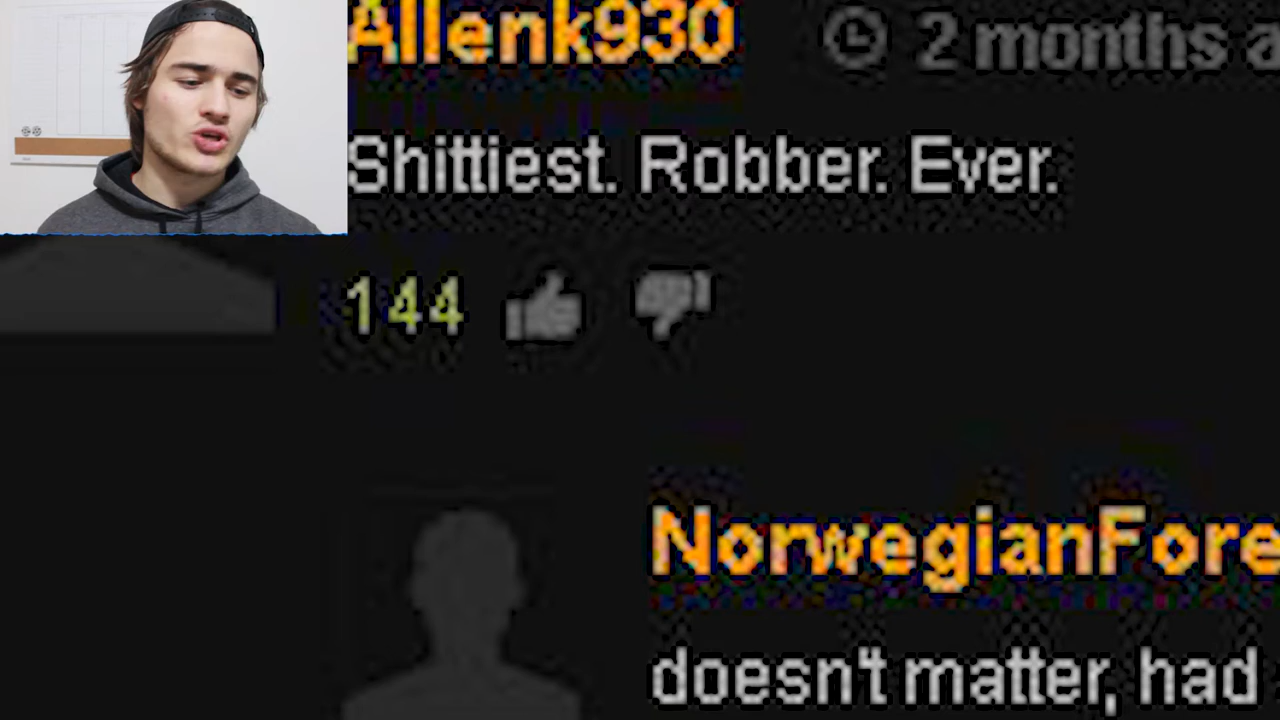 Allenk930 2 months a
Shittiest. Robber. Ever.
144
NorwegianFore
doesn't matter, had